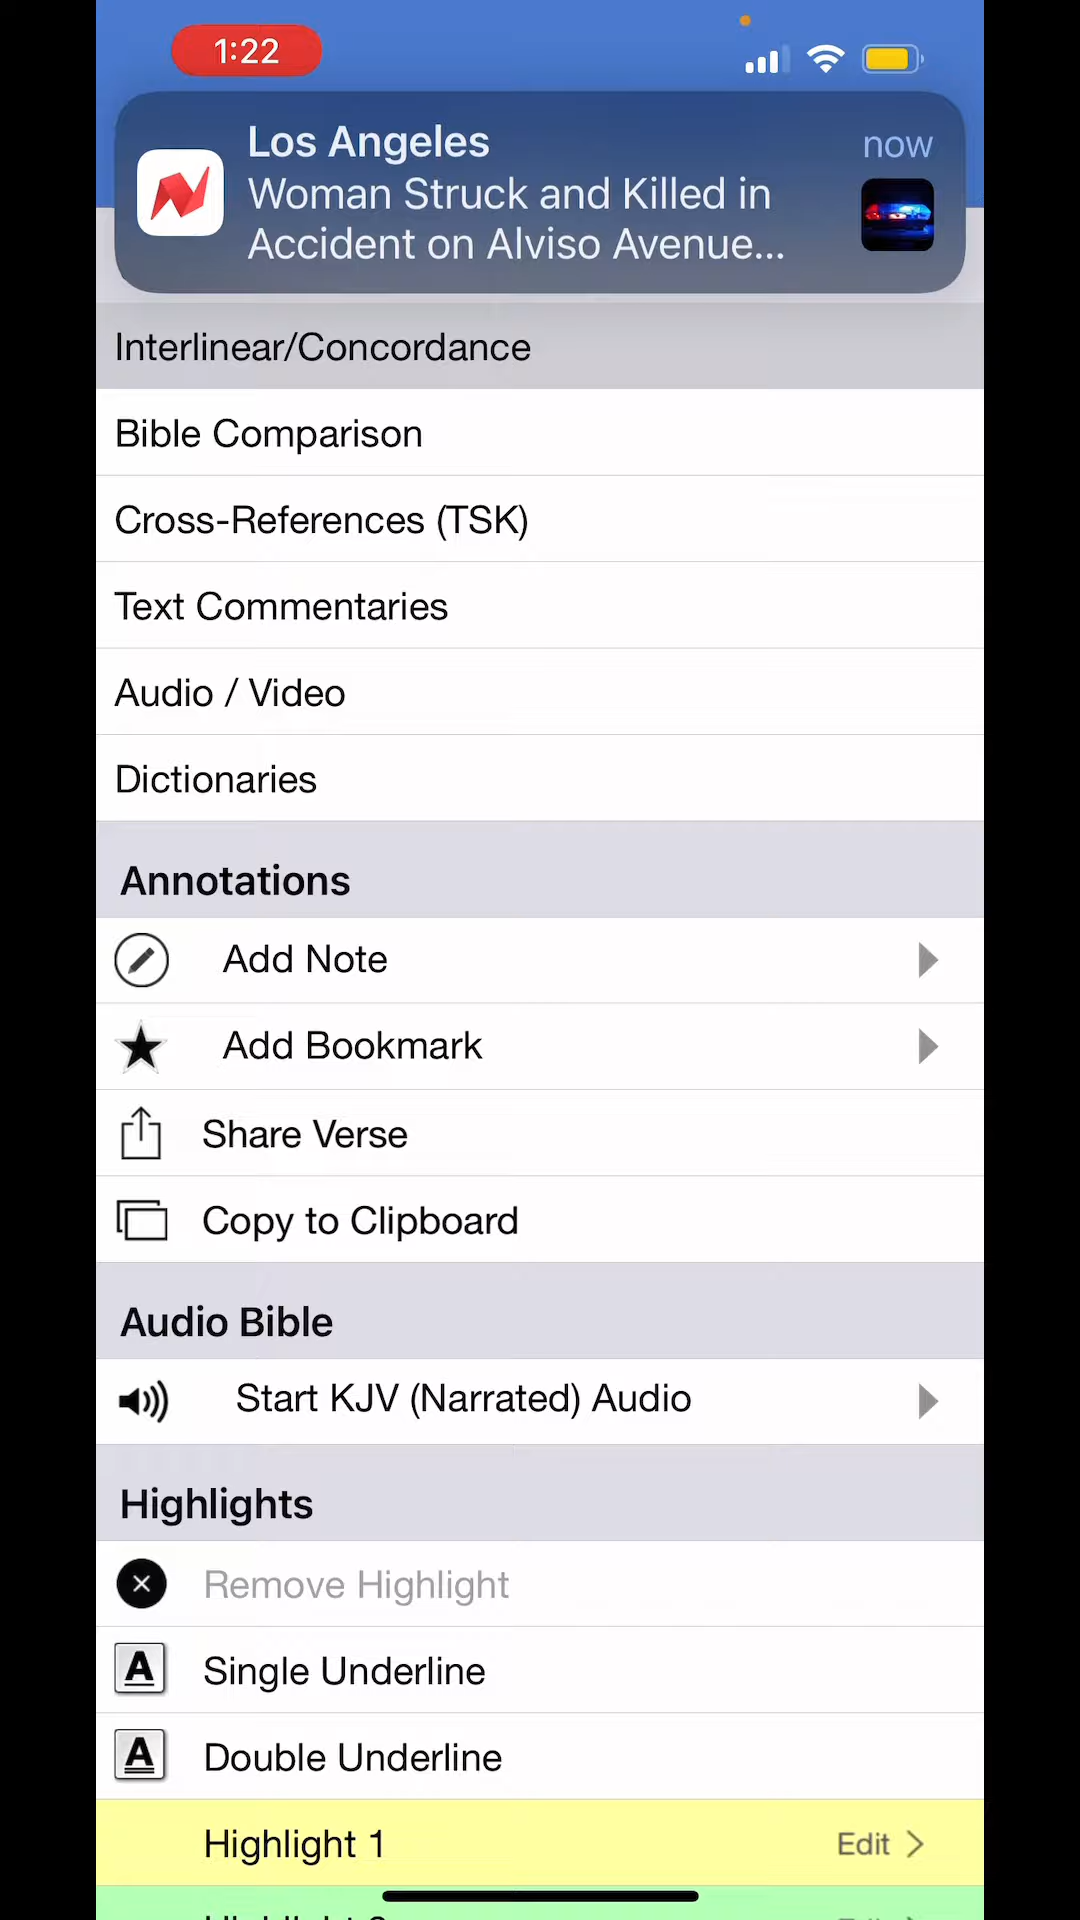 1:22
Los Angeles
now
Woman Struck and Killed in
Accident on Alviso Avenue...
Interlinear/Concordance
Bible Comparison
Cross-References (TSK)
Text Commentaries
Audio / Video
Dictionaries
Annotations
Add Note
Add Bookmark
Share Verse
Copy to Clipboard
Audio Bible
Start KJV (Narrated) Audio
Highlights
Remove Highlight
A Single Underline
A Double Underline
Highlight 1 Edit